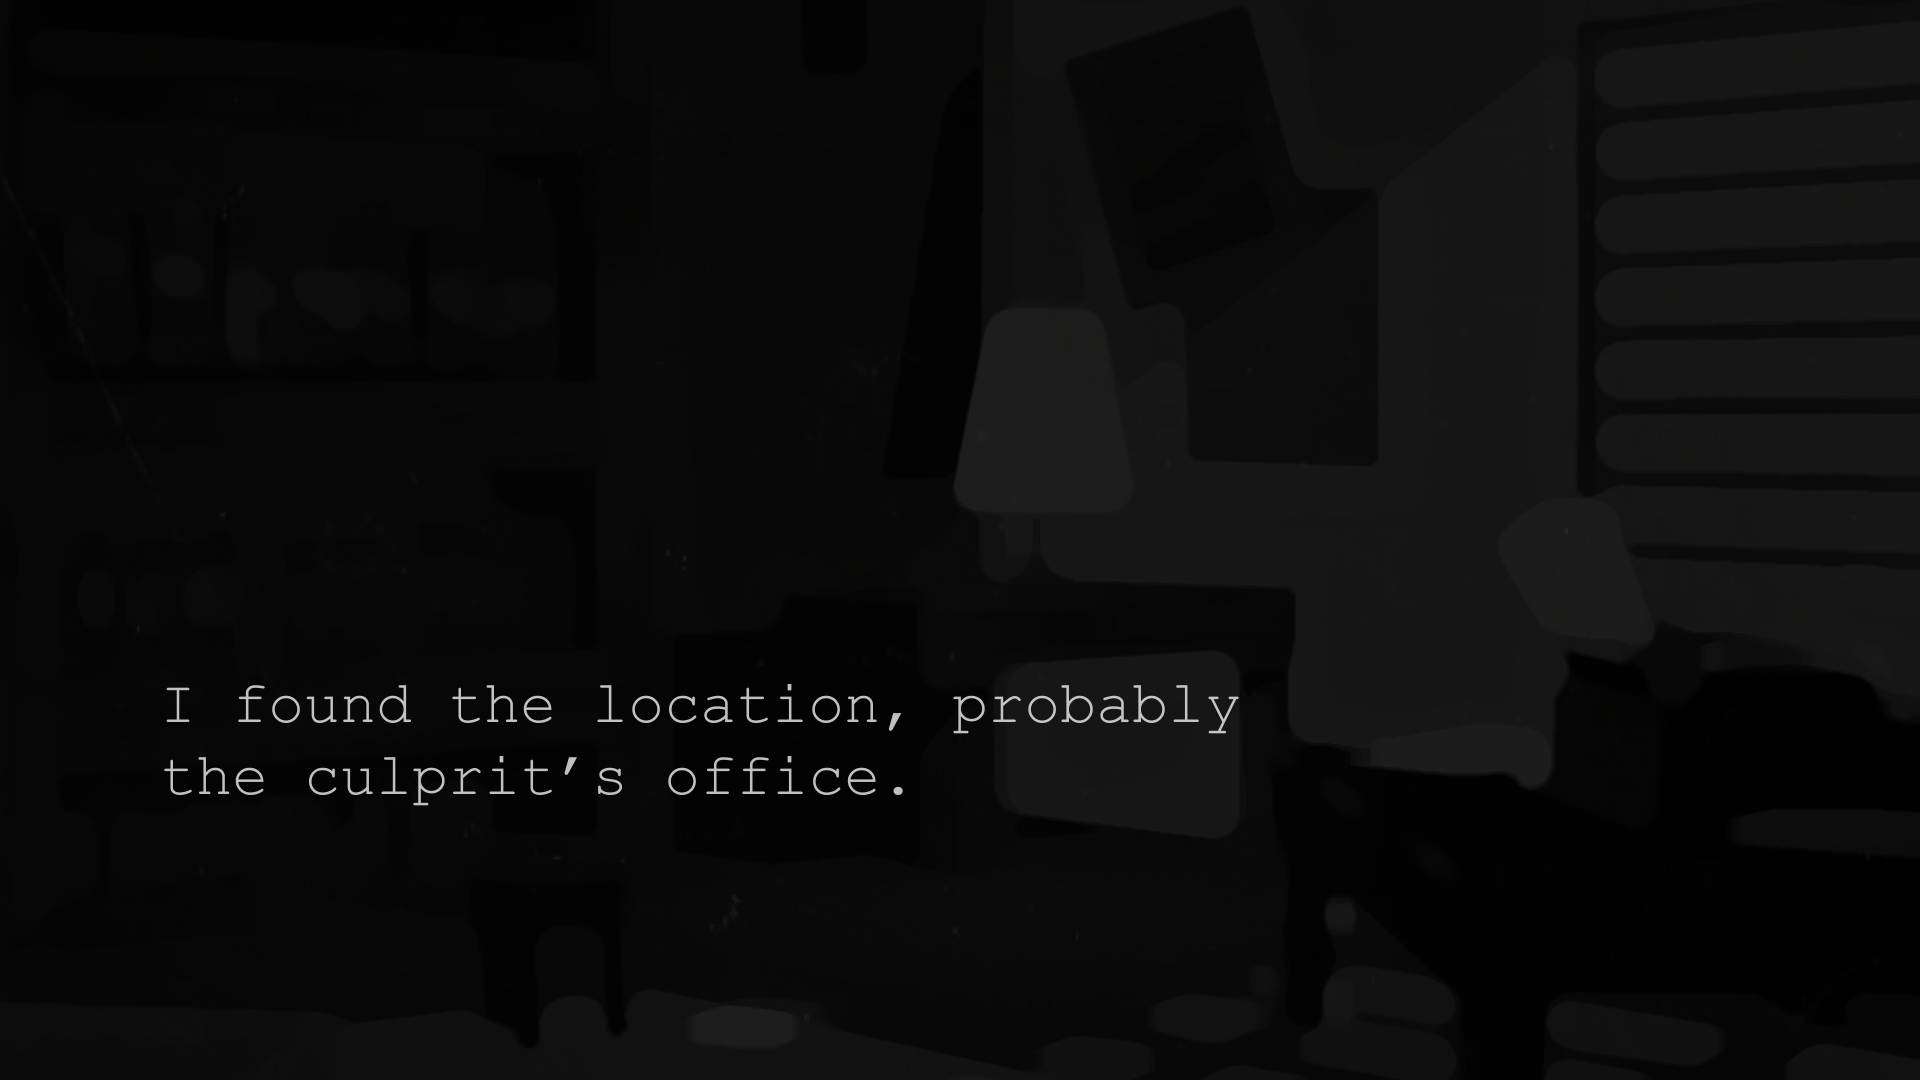 I found the location, probably
the culprit’s office.